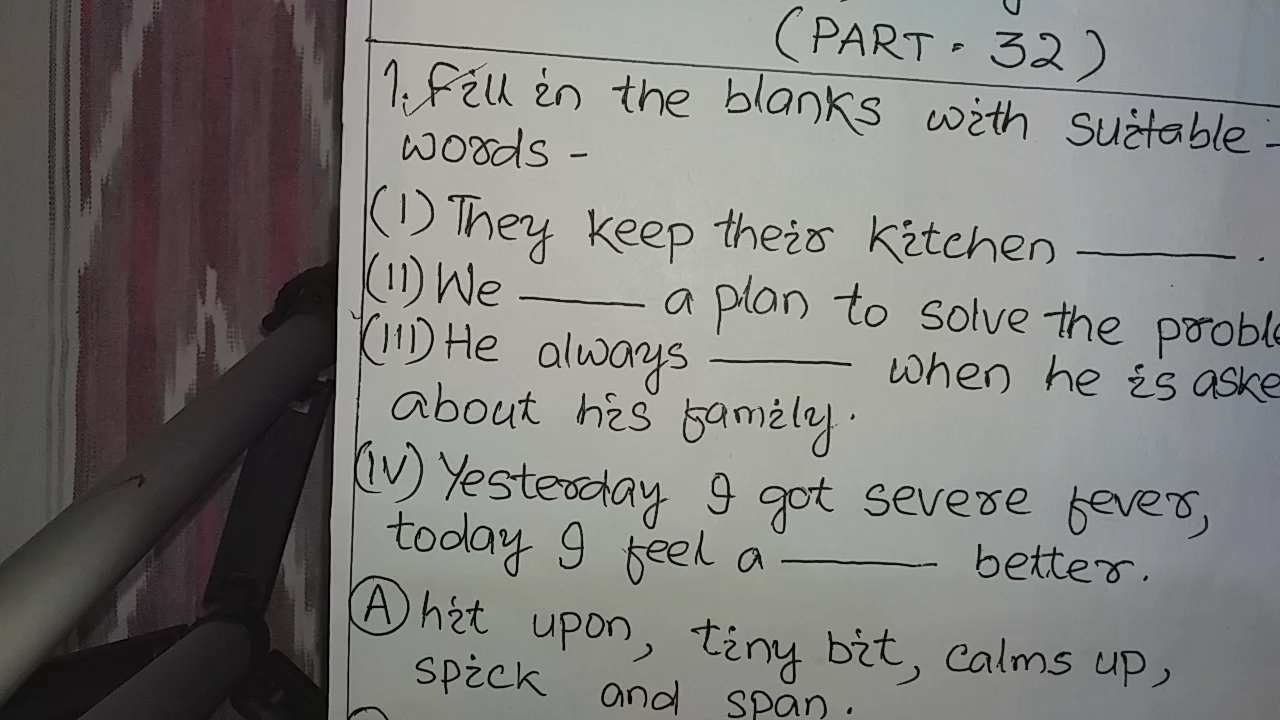 (PART - 32)
1. Fill in the blanks with suitable -
words -
(I) They keep their kitchen ______ .
(II) We ______ a plan to solve the proble
(III) He always ______ when he is aske
about his family.
(IV) Yesterday I got severe fever,
today I feel a ______ better.
(A) hit upon, tiny bit, calms up,
spick and span.